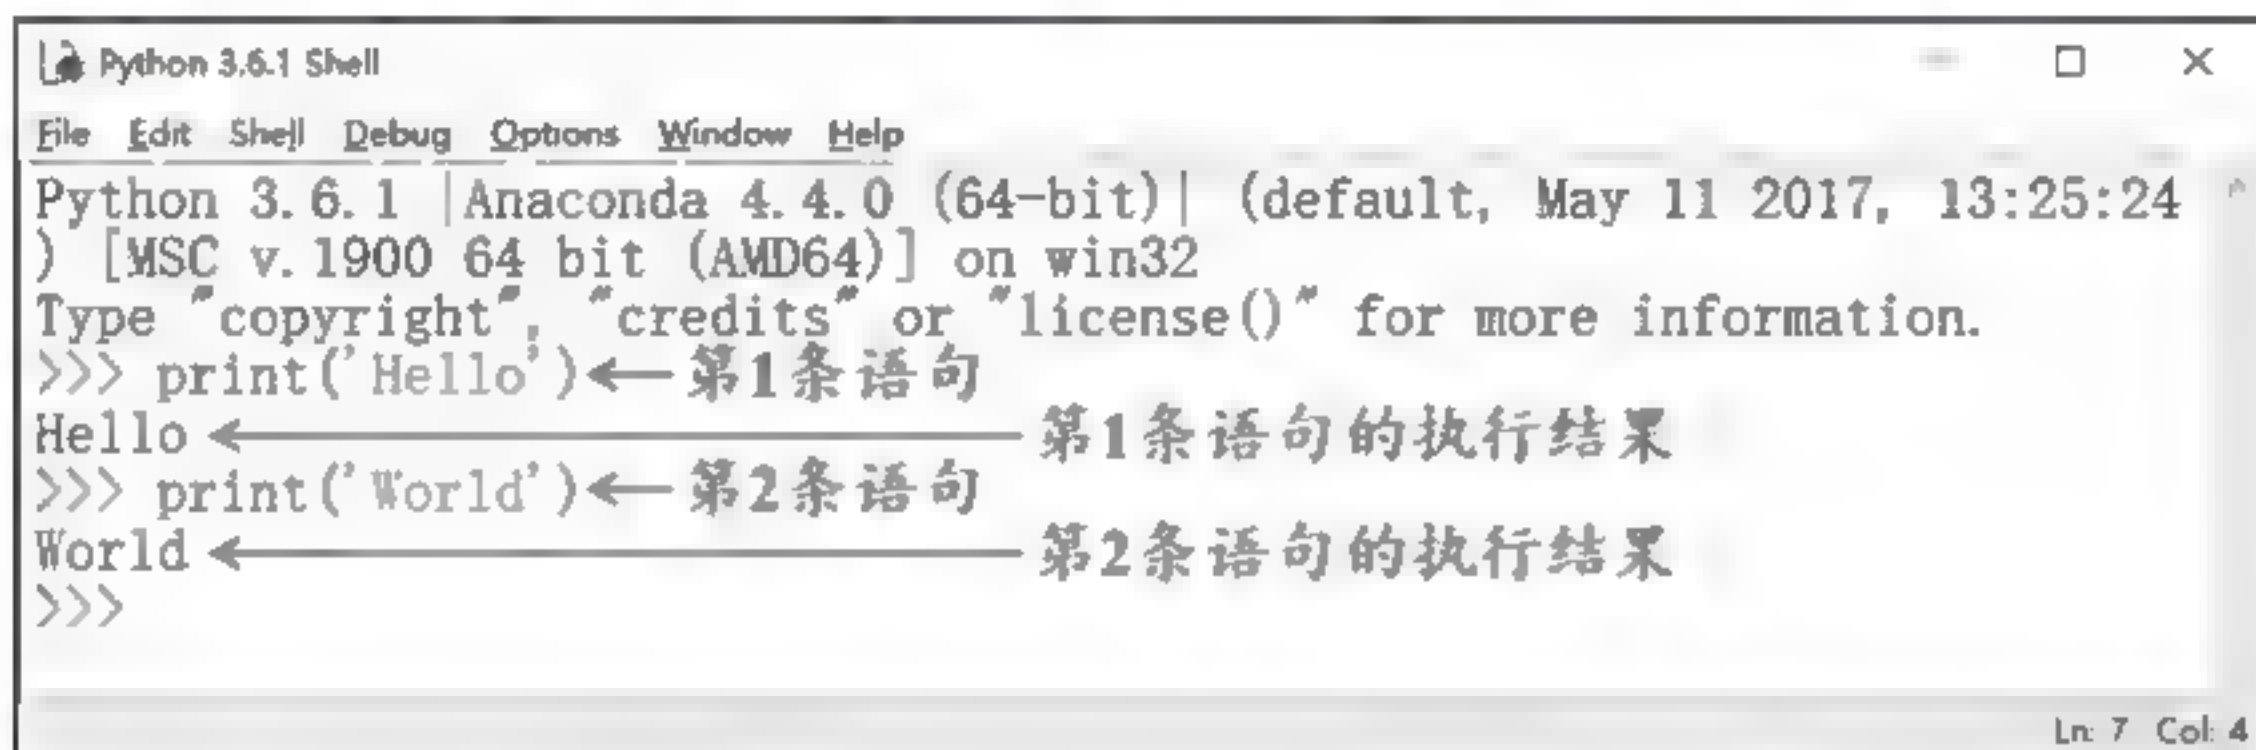 Python 3.6.1 Shell
File Edit Shell Debug Options Window Help
Python 3.6.1 |Anaconda 4.4.0 (64-bit)| (default, May 11 2017, 13:25:24
) [MSC v.1900 64 bit (AMD64)] on win32
Type "copyright", "credits" or "license()" for more information.
>>> print('Hello') 第1条语句
Hello 第1条语句的执行结果
>>> print('World') 第2条语句
World 第2条语句的执行结果
>>>
Ln: 7 Col: 4